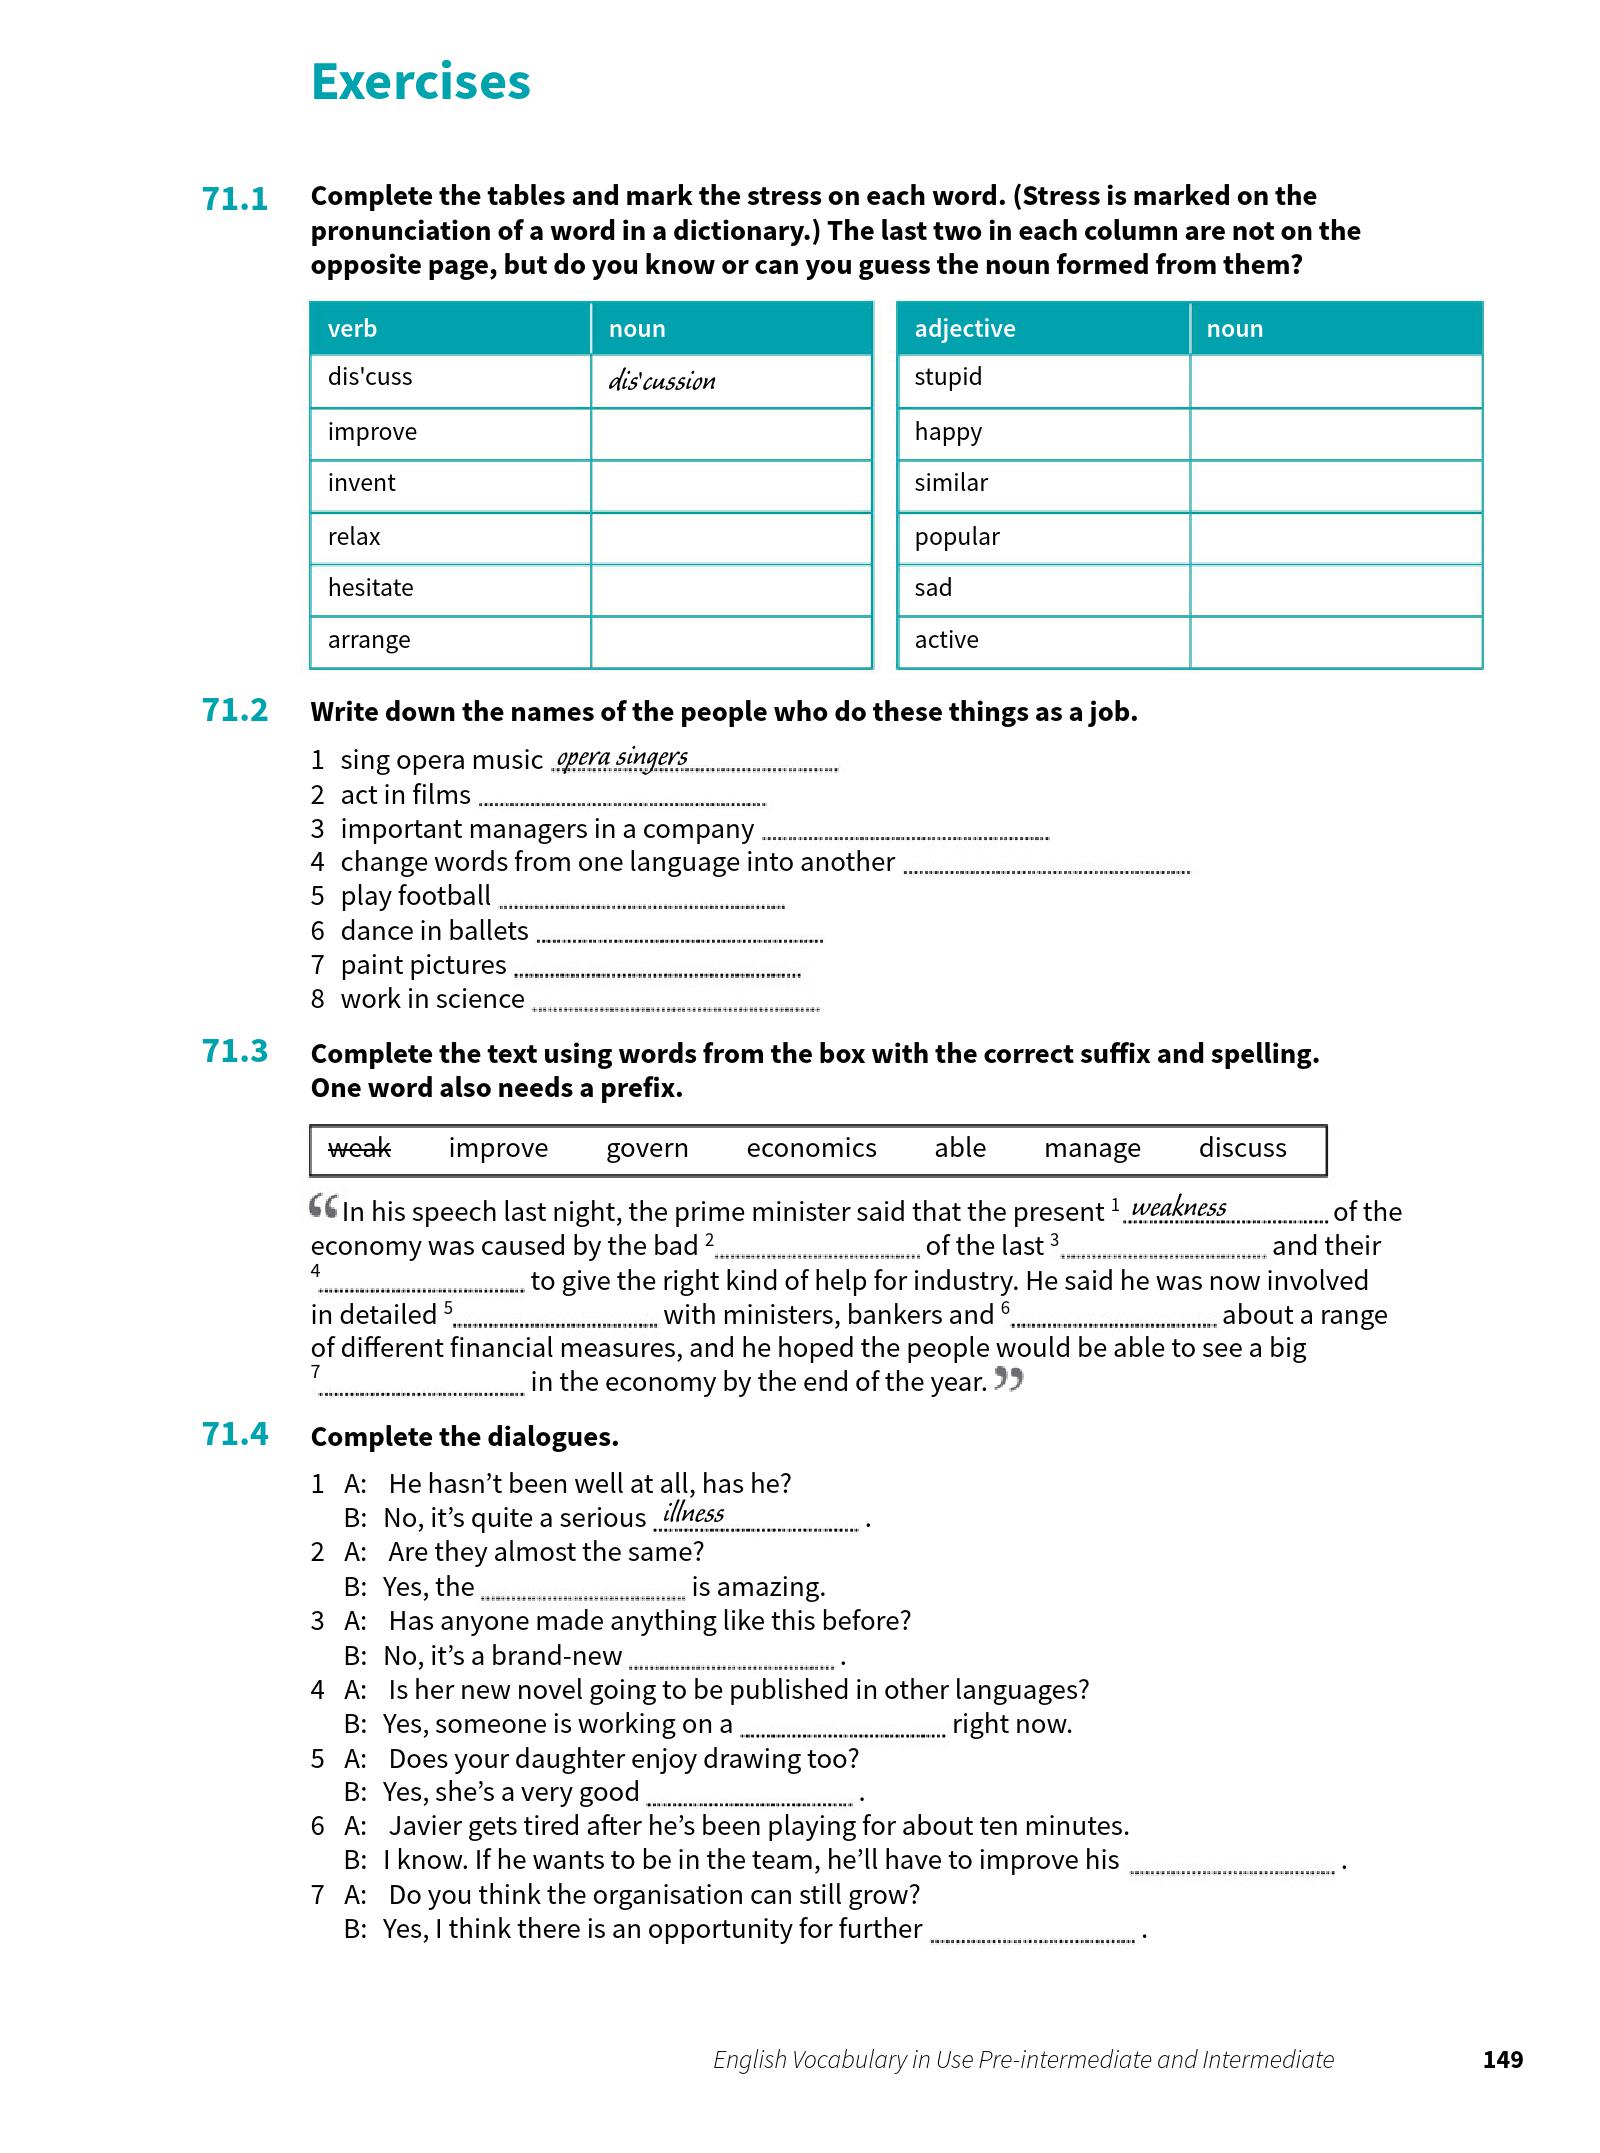 Exercises
71.1 Complete the tables and mark the stress on each word. (Stress is marked on the
pronunciation of a word in a dictionary.) The last two in each column are not on the
opposite page, but do you know or can you guess the noun formed from them?
verb noun adjective noun
dis'cuss dis'cussion stupid
improve happy
invent similar
relax popular
hesitate sad
arrange active
71.2 Write down the names of the people who do these things as a job.
1 sing opera music opera singers
2 act in films
3 important managers in a company
4 change words from one language into another
5 play football
6 dance in ballets
7 paint pictures
8 work in science
71.3 Complete the text using words from the box with the correct suffix and spelling.
One word also needs a prefix.
weak improve govern economics able manage discuss
“In his speech last night, the prime minister said that the present 1 weakness of the
economy was caused by the bad 2 of the last 3 and their
4 to give the right kind of help for industry. He said he was now involved
in detailed 5 with ministers, bankers and 6 about a range
of different financial measures, and he hoped the people would be able to see a big
7 in the economy by the end of the year.”
71.4 Complete the dialogues.
1 A: He hasn’t been well at all, has he?
B: No, it’s quite a serious illness .
2 A: Are they almost the same?
B: Yes, the is amazing.
3 A: Has anyone made anything like this before?
B: No, it’s a brand-new .
4 A: Is her new novel going to be published in other languages?
B: Yes, someone is working on a right now.
5 A: Does your daughter enjoy drawing too?
B: Yes, she’s a very good .
6 A: Javier gets tired after he’s been playing for about ten minutes.
B: I know. If he wants to be in the team, he’ll have to improve his .
7 A: Do you think the organisation can still grow?
B: Yes, I think there is an opportunity for further .
English Vocabulary in Use Pre-intermediate and Intermediate 149